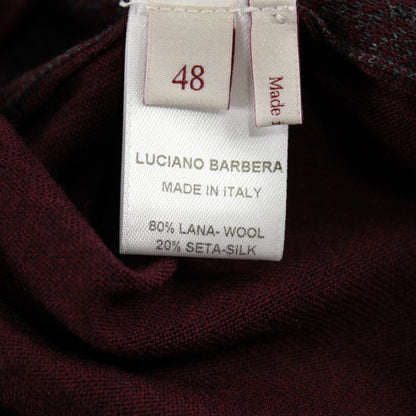 48
Made
LUCIANO BARBERA
MADE IN ITALY
80% LANA- WOOL
20% SETA-SILK